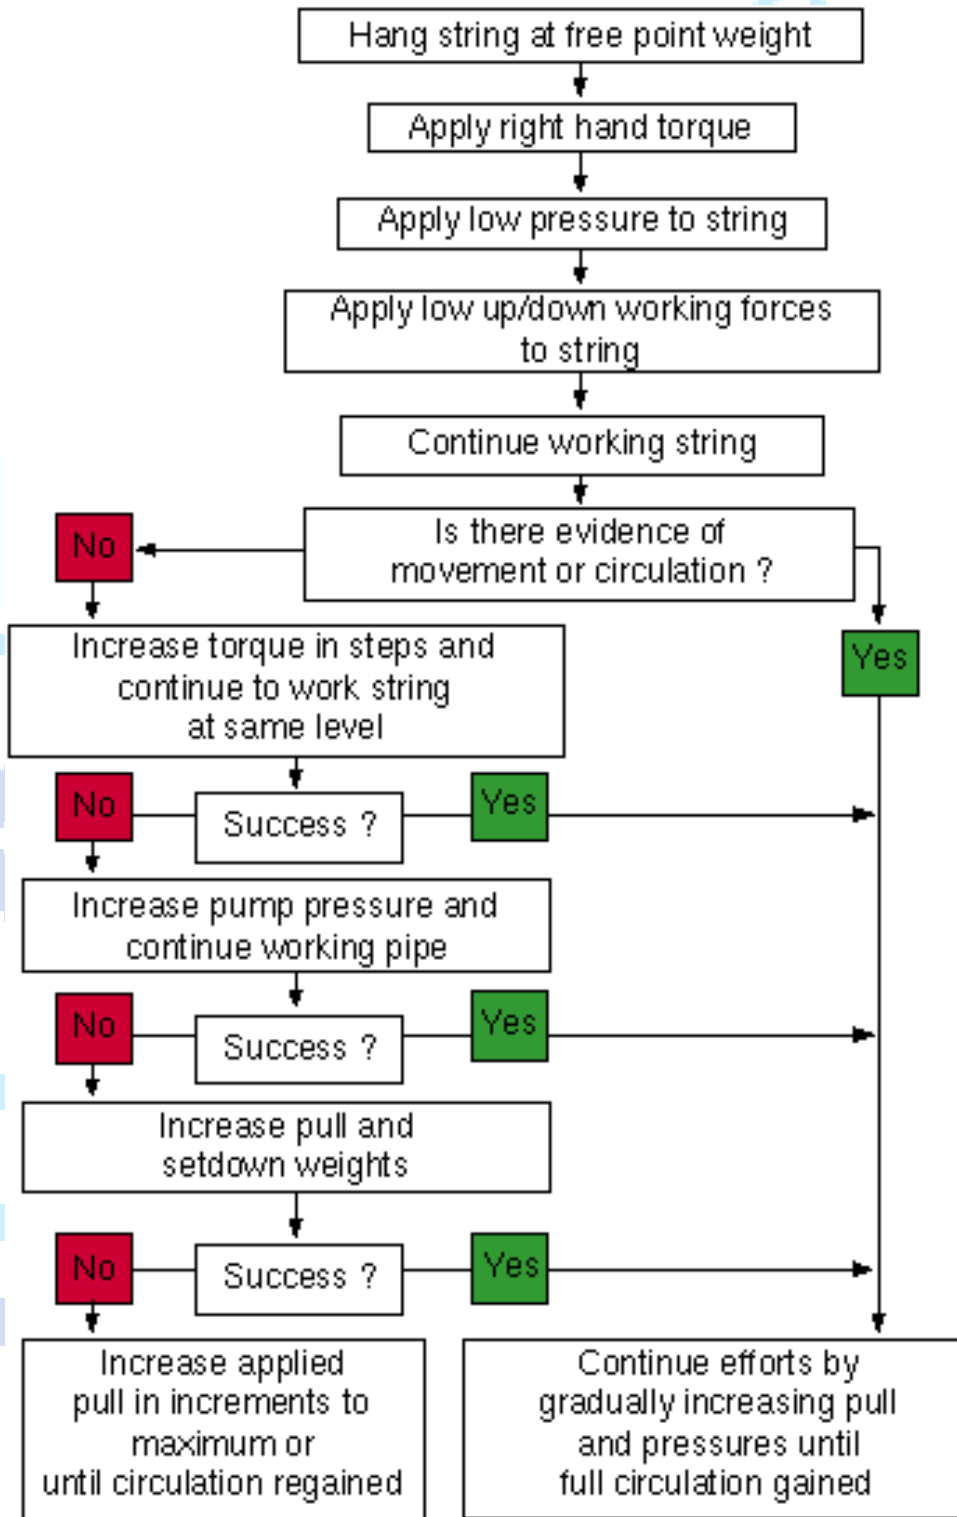 Hang string at free point weight
Apply right hand torque
Apply low pressure to string
Apply low up/down working forces
to string
Continue working string
Is there evidence of
movement or circulation ?
No
Yes
Increase torque in steps and
continue to work string
at same level
No
Success ?
Yes
Increase pump pressure and
continue working pipe
No
Success ?
Yes
Increase pull and
setdown weights
No
Success ?
Yes
Increase applied
pull in increments to
maximum or
until circulation regained
Continue efforts by
gradually increasing pull
and pressures until
full circulation gained